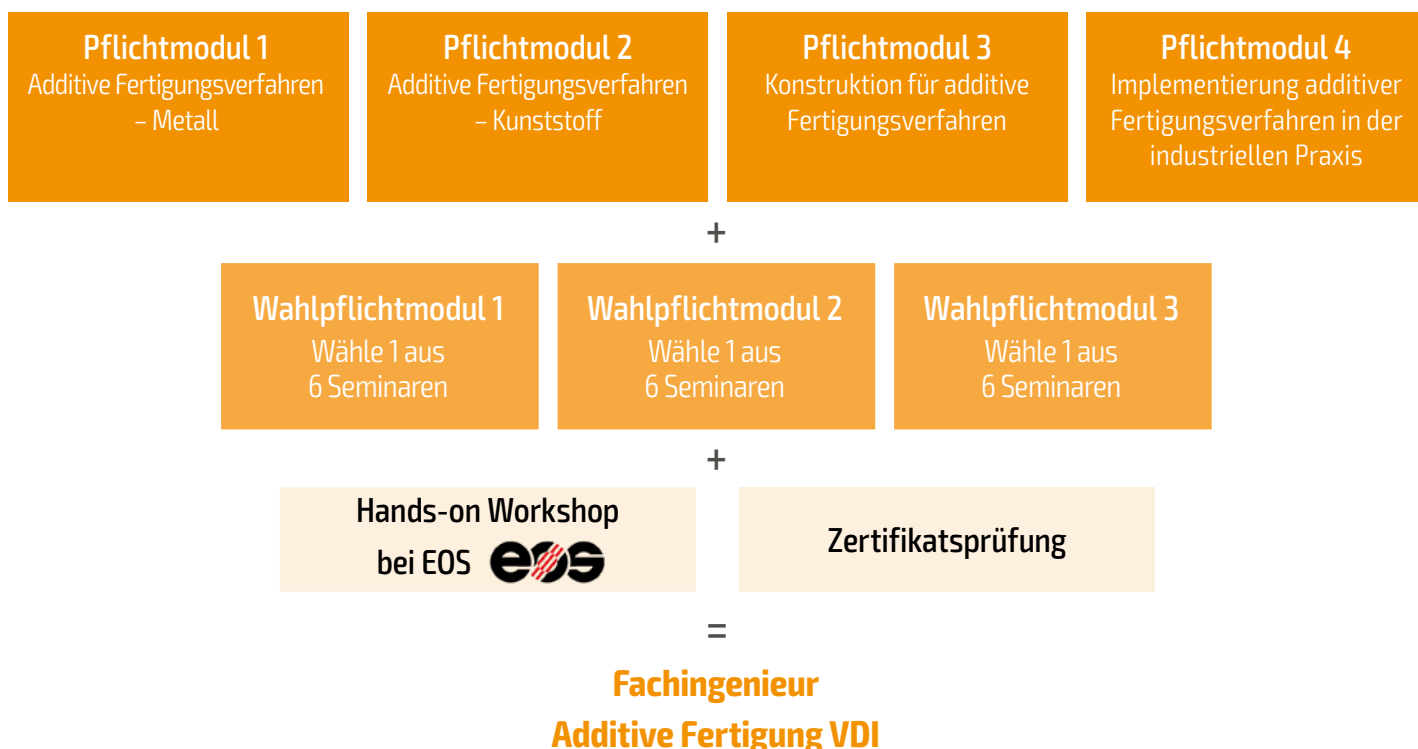 Pflichtmodul 1
Additive Fertigungsverfahren
– Metall
Pflichtmodul 2
Additive Fertigungsverfahren
– Kunststoff
Pflichtmodul 3
Konstruktion für additive
Fertigungsverfahren
Pflichtmodul 4
Implementierung additiver
Fertigungsverfahren in der
industriellen Praxis
+
Wahlpflichtmodul 1
Wähle 1 aus
6 Seminaren
Wahlpflichtmodul 2
Wähle 1 aus
6 Seminaren
Wahlpflichtmodul 3
Wähle 1 aus
6 Seminaren
+
Hands-on Workshop
bei EOS eos
Zertifikatsprüfung
=
Fachingenieur
Additive Fertigung VDI